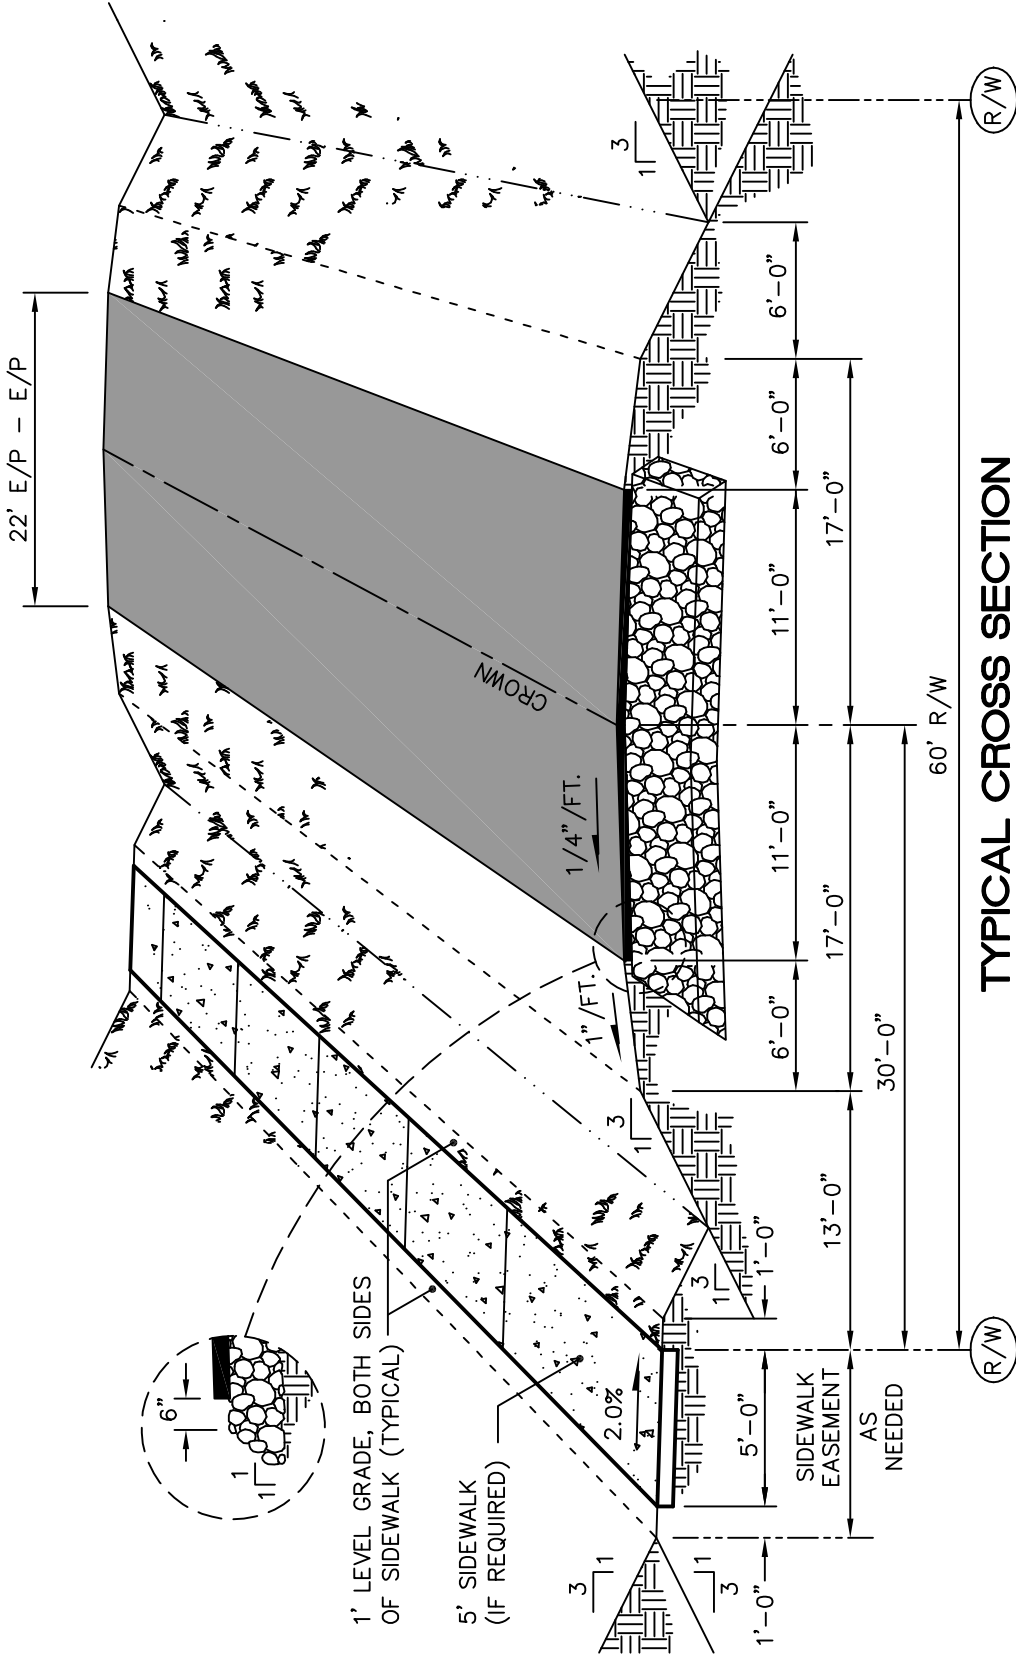 22' E/P - E/P
6"
1
1
1' LEVEL GRADE, BOTH SIDES
OF SIDEWALK (TYPICAL)
5' SIDEWALK
(IF REQUIRED)
CROWN
1/4" /FT.
1" /FT.
2.0%
3
1
3
1
3
1
3
1
1
3
1'-0"
5'-0"
1'-0"
6'-0"
11'-0"
11'-0"
6'-0"
6'-0"
SIDEWALK
EASEMENT
AS
NEEDED
13'-0"
17'-0"
17'-0"
30'-0"
60' R/W
R/W
R/W
TYPICAL CROSS SECTION